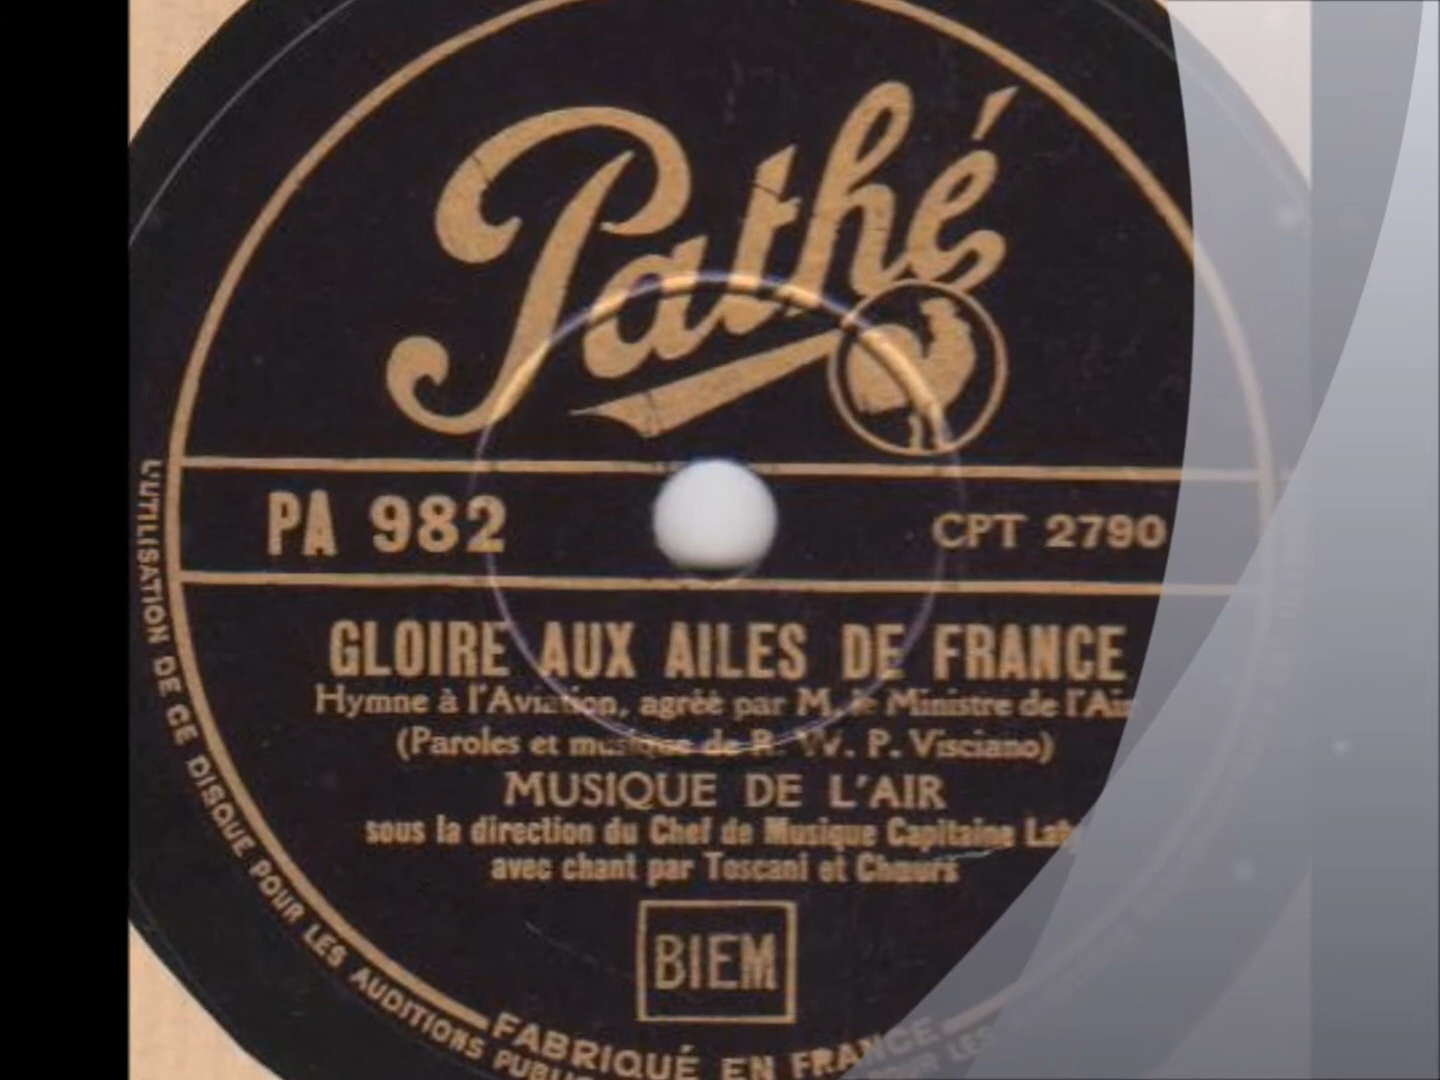 Pathé
PA 982
CPT 2790
GLOIRE AUX AILES DE FRANCE
Hymne à l'Aviation, agréé par M. le Ministre de l'Air
(Paroles et musique de R. W. P. Visciano)
MUSIQUE DE L'AIR
sous la direction du Chef de Musique Capitaine
avec chant par Toscani et Chœurs
BIEM
FABRIQUÉ EN FRANCE
L'UTILISATION DE CE DISQUE POUR LES AUDITIONS